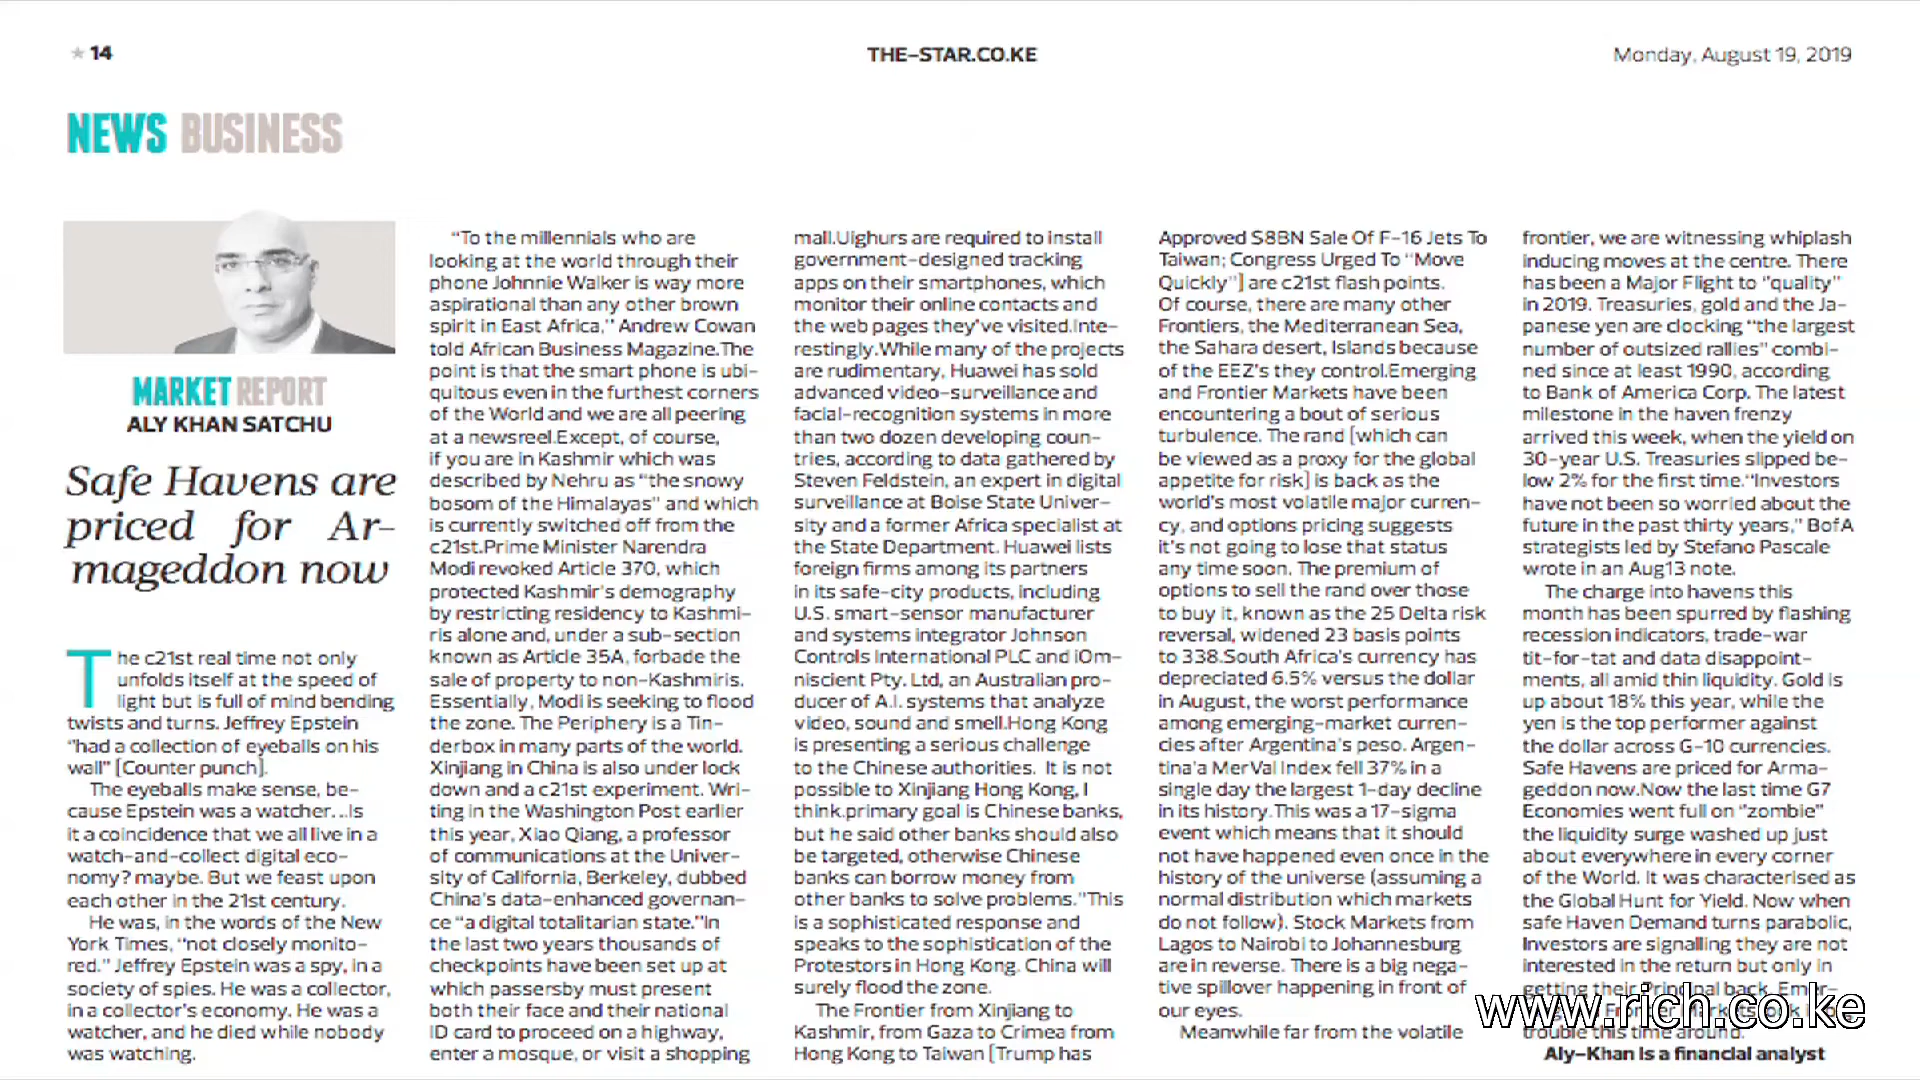 ★ 14
THE-STAR.CO.KE
Monday, August 19, 2019
NEWS BUSINESS
MARKET REPORT
ALY KHAN SATCHU
Safe Havens are
priced for Ar-
mageddon now
The c21st real time not only
unfolds itself at the speed of
light but is full of mind bending
twists and turns. Jeffrey Epstein
"had a collection of eyeballs on his
wall" [Counter punch].
The eyeballs make sense, be-
cause Epstein was a watcher...Is
it a coincidence that we all live in a
watch-and-collect digital eco-
nomy? maybe. But we feast upon
each other in the 21st century.
He was, in the words of the New
York Times, "not closely monito-
red." Jeffrey Epstein was a spy, in a
society of spies. He was a collector,
in a collector's economy. He was a
watcher, and he died while nobody
was watching.
"To the millennials who are
looking at the world through their
phone Johnnie Walker is way more
aspirational than any other brown
spirit in East Africa," Andrew Cowan
told African Business Magazine.The
point is that the smart phone is ubi-
quitous even in the furthest corners
of the World and we are all peering
at a newsreel.Except, of course,
if you are in Kashmir which was
described by Nehru as "the snowy
bosom of the Himalayas" and which
is currently switched off from the
c21st.Prime Minister Narendra
Modi revoked Article 370, which
protected Kashmir's demography
by restricting residency to Kashmi-
ris alone and, under a sub-section
known as Article 35A, forbade the
sale of property to non-Kashmiris.
Essentially, Modi is seeking to flood
the zone. The Periphery is a Tin-
derbox in many parts of the world.
Xinjiang in China is also under lock
down and a c21st experiment. Wri-
ting in the Washington Post earlier
this year, Xiao Qiang, a professor
of communications at the Univer-
sity of California, Berkeley, dubbed
China's data-enhanced governan-
ce "a digital totalitarian state."In
the last two years thousands of
checkpoints have been set up at
which passersby must present
both their face and their national
ID card to proceed on a highway,
enter a mosque, or visit a shopping
mall.Uighurs are required to install
government-designed tracking
apps on their smartphones, which
monitor their online contacts and
the web pages they've visited.Inte-
restingly.While many of the projects
are rudimentary, Huawei has sold
advanced video-surveillance and
facial-recognition systems in more
than two dozen developing coun-
tries, according to data gathered by
Steven Feldstein, an expert in digital
surveillance at Boise State Univer-
sity and a former Africa specialist at
the State Department. Huawei lists
foreign firms among its partners
in its safe-city products, including
U.S. smart-sensor manufacturer
and systems integrator Johnson
Controls International PLC and iOm-
niscient Pty. Ltd, an Australian pro-
ducer of A.I. systems that analyze
video, sound and smell.Hong Kong
is presenting a serious challenge
to the Chinese authorities. It is not
possible to Xinjiang Hong Kong, I
think.primary goal is Chinese banks,
but he said other banks should also
be targeted, otherwise Chinese
banks can borrow money from
other banks to solve problems."This
is a sophisticated response and
speaks to the sophistication of the
Protestors in Hong Kong. China will
surely flood the zone.
The Frontier from Xinjiang to
Kashmir, from Gaza to Crimea from
Hong Kong to Taiwan [Trump has
Approved $8BN Sale Of F-16 Jets To
Taiwan; Congress Urged To "Move
Quickly"] are c21st flash points.
Of course, there are many other
Frontiers, the Mediterranean Sea,
the Sahara desert, Islands because
of the EEZ's they control.Emerging
and Frontier Markets have been
encountering a bout of serious
turbulence. The rand [which can
be viewed as a proxy for the global
appetite for risk] is back as the
world's most volatile major curren-
cy, and options pricing suggests
it's not going to lose that status
any time soon. The premium of
options to sell the rand over those
to buy it, known as the 25 Delta risk
reversal, widened 23 basis points
to 338.South Africa's currency has
depreciated 6.5% versus the dollar
in August, the worst performance
among emerging-market curren-
cies after Argentina's peso. Argen-
tina'a MerVal Index fell 37% in a
single day the largest 1-day decline
in its history.This was a 17-sigma
event which means that it should
not have happened even once in the
history of the universe (assuming a
normal distribution which markets
do not follow). Stock Markets from
Lagos to Nairobi to Johannesburg
are in reverse. There is a big nega-
tive spillover happening in front of
our eyes.
Meanwhile far from the volatile
frontier, we are witnessing whiplash
inducing moves at the centre. There
has been a Major Flight to "quality"
in 2019. Treasuries, gold and the Ja-
panese yen are clocking "the largest
number of outsized rallies" combi-
ned since at least 1990, according
to Bank of America Corp. The latest
milestone in the haven frenzy
arrived this week, when the yield on
30-year U.S. Treasuries slipped be-
low 2% for the first time."Investors
have not been so worried about the
future in the past thirty years," BofA
strategists led by Stefano Pascale
wrote in an Aug13 note.
The charge into havens this
month has been spurred by flashing
recession indicators, trade-war
tit-for-tat and data disappoint-
ments, all amid thin liquidity. Gold is
up about 18% this year, while the
yen is the top performer against
the dollar across G-10 currencies.
Safe Havens are priced for Arma-
geddon now.Now the last time G7
Economies went full on "zombie"
the liquidity surge washed up just
about everywhere in every corner
of the World. It was characterised as
the Global Hunt for Yield. Now when
safe Haven Demand turns parabolic,
Investors are signalling they are not
interested in the return but only in
getting their Principal back. Emer-
Frontier Markets
trouble this time around.
Aly-Khan is a financial analyst
www.rich.co.ke